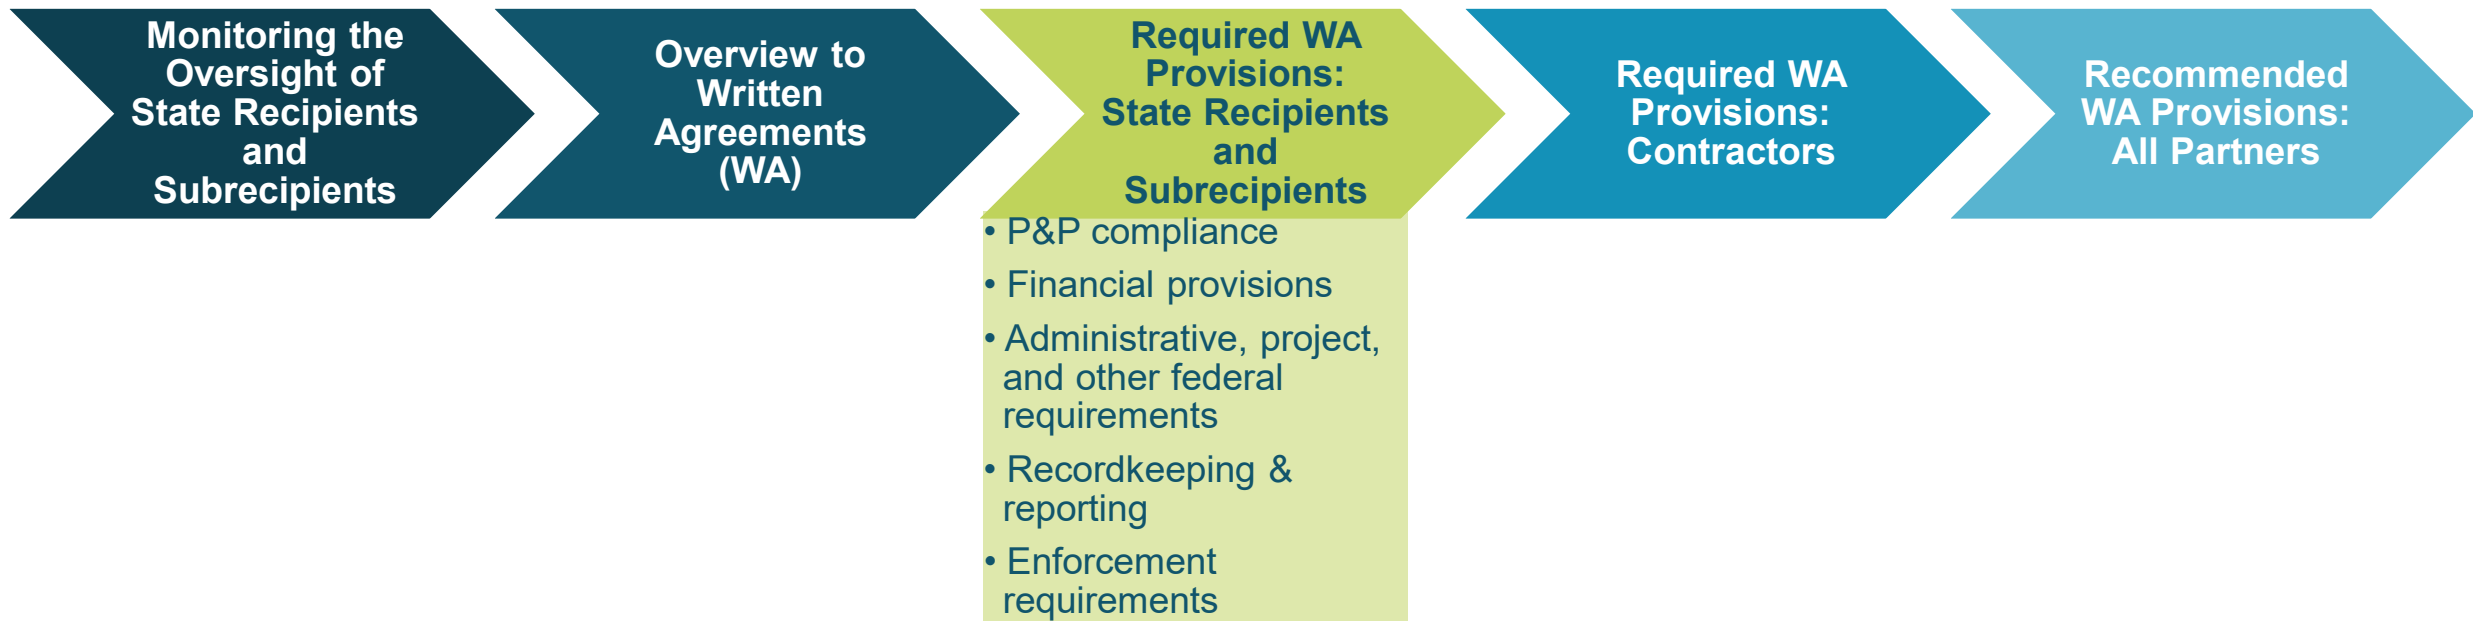 Monitoring the
Oversight of
State Recipients
and
Subrecipients
Overview to
Written
Agreements
(WA)
Required WA
Provisions:
State Recipients
and
Subrecipients
• P&P compliance
• Financial provisions
• Administrative, project,
and other federal
requirements
• Recordkeeping &
reporting
• Enforcement
requirements
Required WA
Provisions:
Contractors
Recommended
WA Provisions:
All Partners